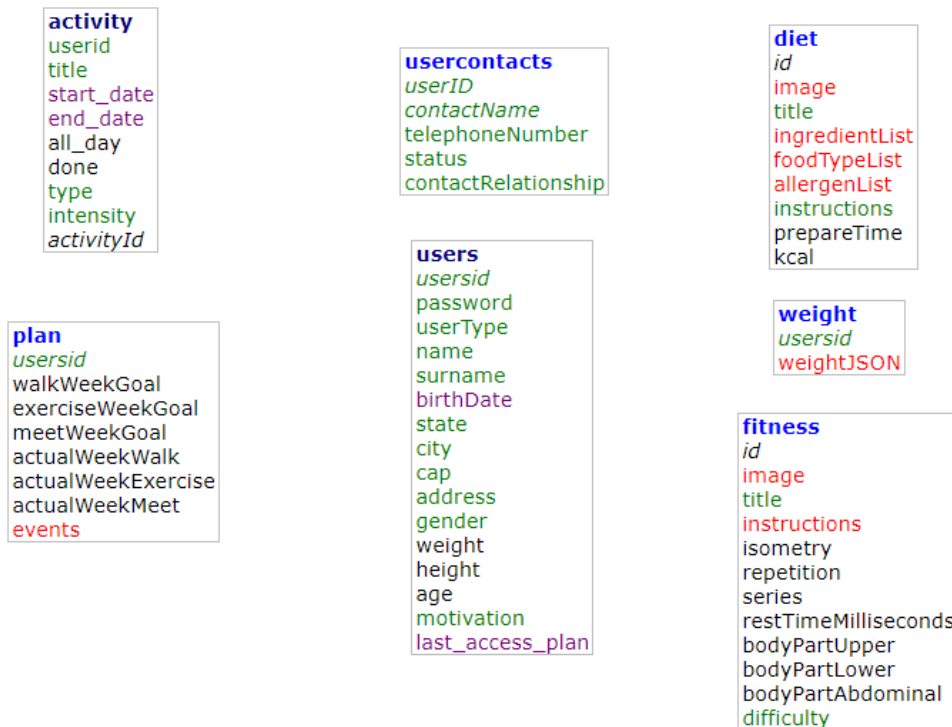 activity
userid
title
start_date
end_date
all_day
done
type
intensity
activityId
usercontacts
userID
contactName
telephoneNumber
status
contactRelationship
diet
id
image
title
ingredientList
foodTypeList
allergenList
instructions
prepareTime
kcal
users
usersid
password
userType
name
surname
birthDate
state
city
cap
address
gender
weight
height
age
motivation
last_access_plan
plan
usersid
walkWeekGoal
exerciseWeekGoal
meetWeekGoal
actualWeekWalk
actualWeekExercise
actualWeekMeet
events
weight
usersid
weightJSON
fitness
id
image
title
instructions
isometry
repetition
series
restTimeMilliseconds
bodyPartUpper
bodyPartLower
bodyPartAbdominal
difficulty